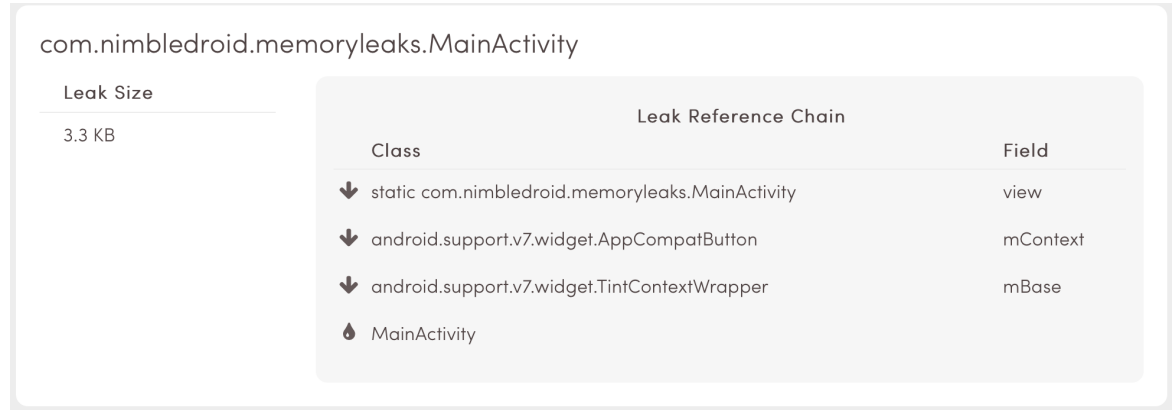 com.nimbledroid.memoryleaks.MainActivity
Leak Size
3.3 KB
Leak Reference Chain
Class Field
static com.nimbledroid.memoryleaks.MainActivity view
android.support.v7.widget.AppCompatButton mContext
android.support.v7.widget.TintContextWrapper mBase
MainActivity